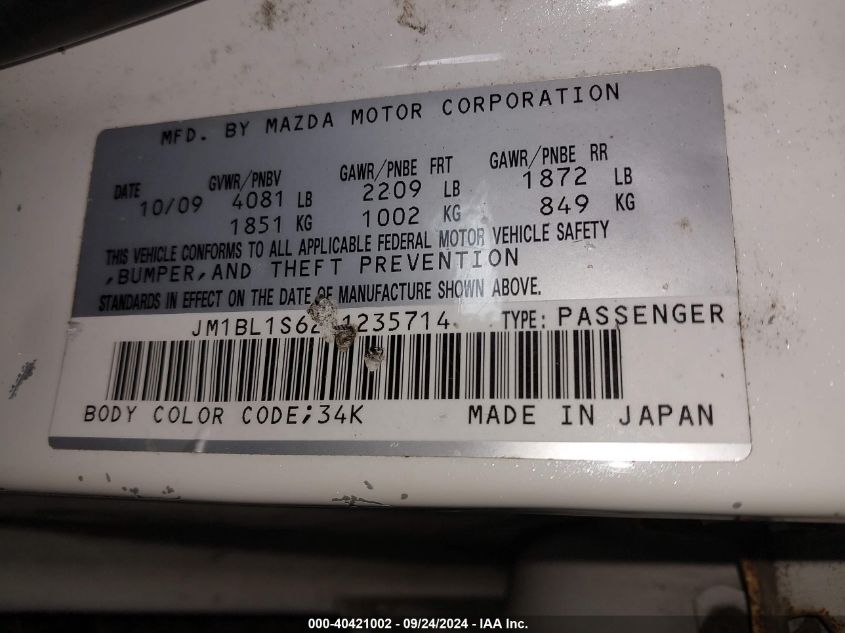 MFD. BY MAZDA MOTOR CORPORATION
DATE GVWR/PNBV GAWR/PNBE FRT GAWR/PNBE RR
10/09 4081 LB 2209 LB 1872 LB
1851 KG 1002 KG 849 KG
THIS VEHICLE CONFORMS TO ALL APPLICABLE FEDERAL MOTOR VEHICLE SAFETY
,BUMPER,AND THEFT PREVENTION
STANDARDS IN EFFECT ON THE DATE OF MANUFACTURE SHOWN ABOVE.
TYPE: PASSENGER
BODY COLOR CODE;34K MADE IN JAPAN
000-40421002 - 09/24/2024 - IAA Inc.